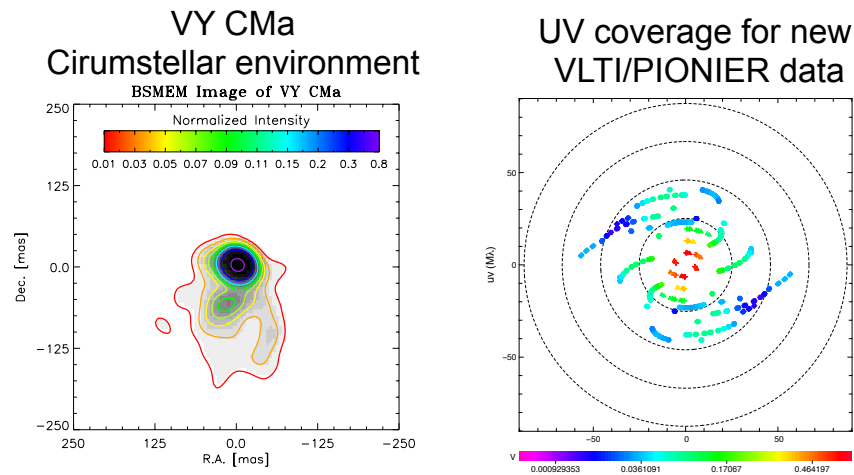 VY CMa
Cirumstellar environment
BSMEM Image of VY CMa
Normalized Intensity
0.01 0.03 0.05 0.07 0.09 0.11 0.15 0.2 0.3 0.8
250
125
0.0
-125
-250
Dec. [mas]
250 125 0.0 -125 -250
R.A. [mas]
UV coverage for new
VLTI/PIONIER data
50
0
-50
uv (Mλ)
-50 0 50
V
0.000929353 0.0361091 0.17067 0.464197